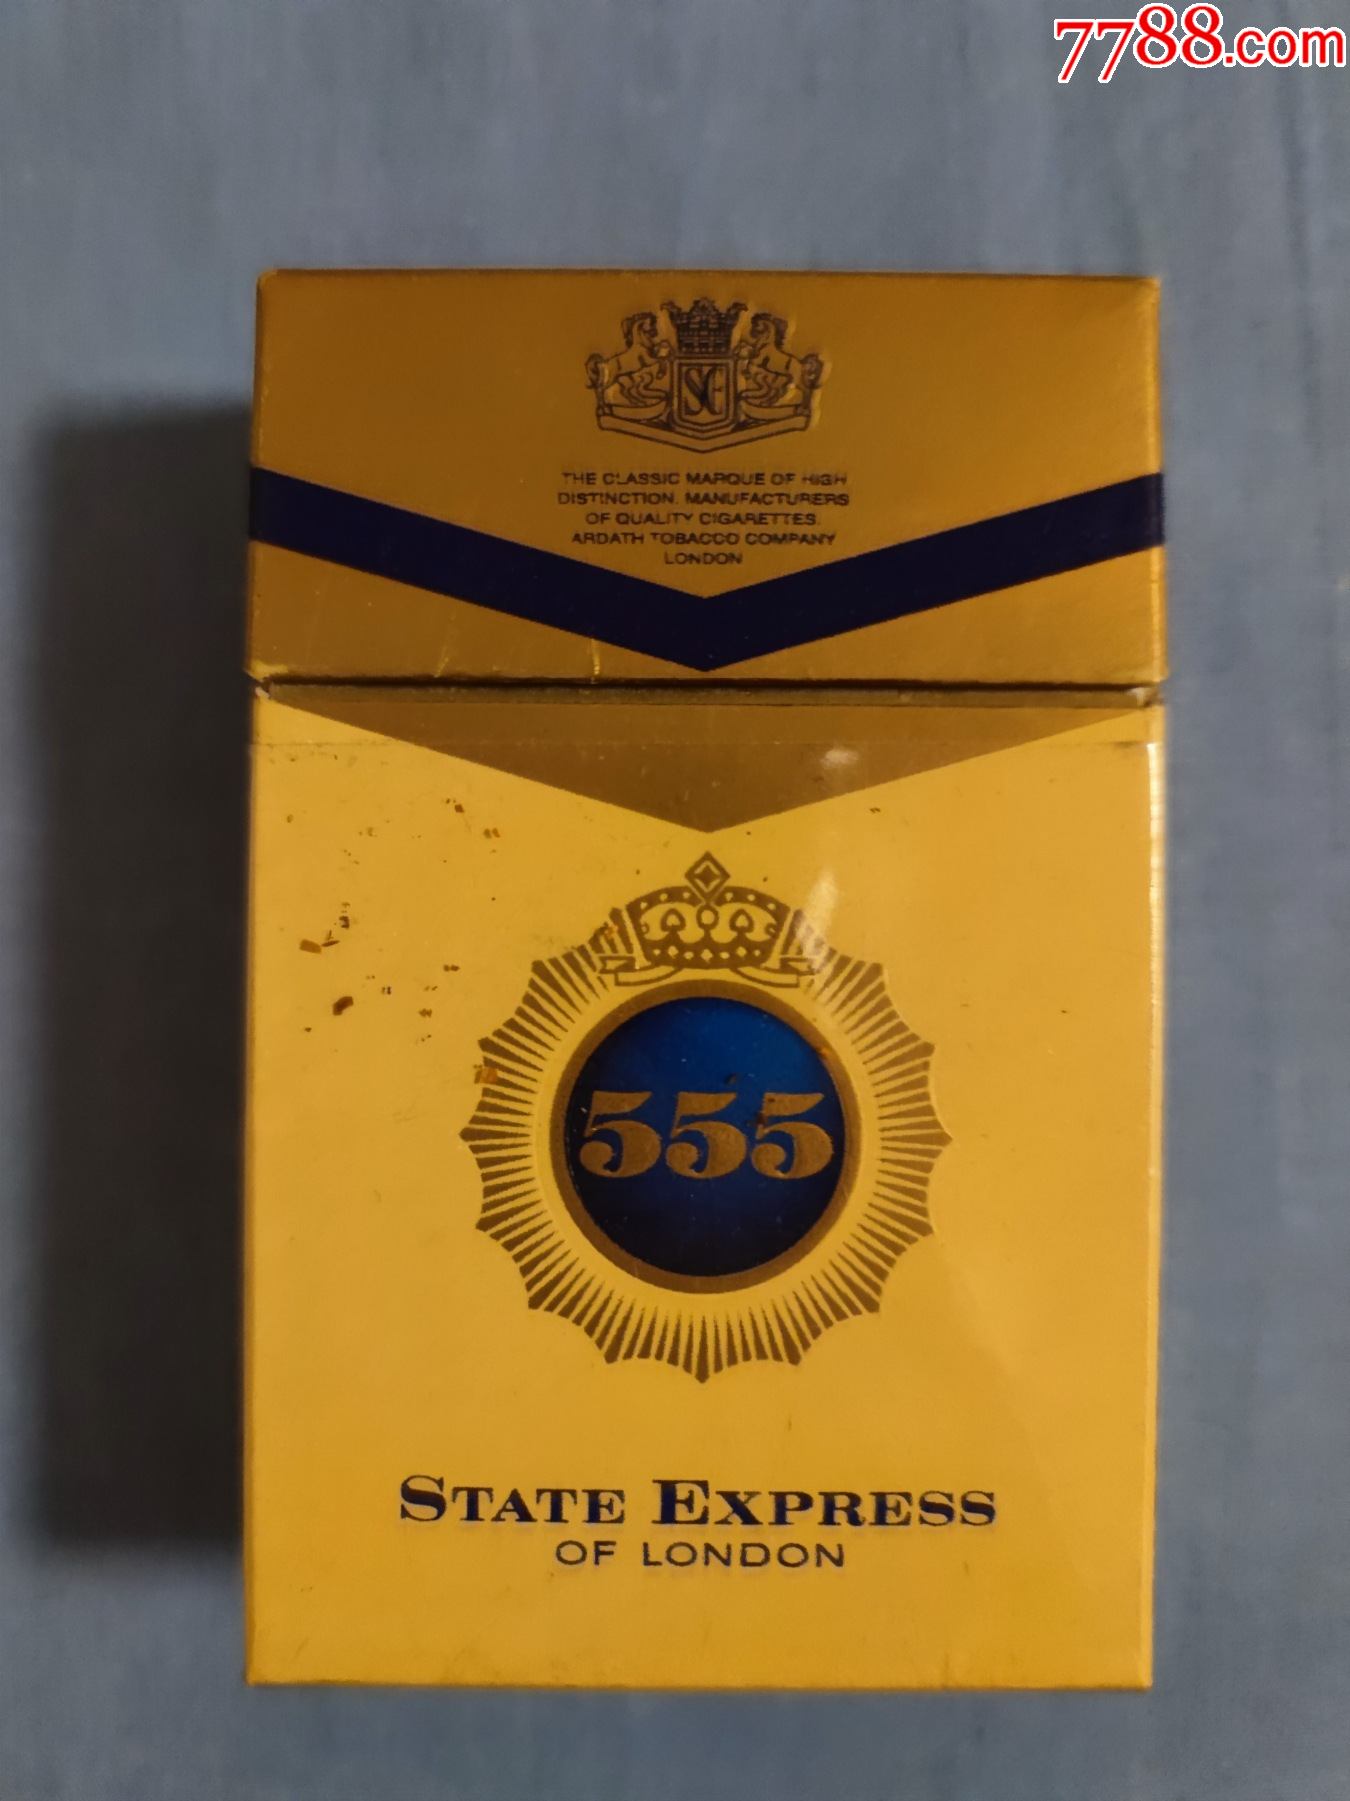 7788.com
SE
THE CLASSIC MARQUE OF HIGH
DISTINCTION. MANUFACTURERS
OF QUALITY CIGARETTES.
ARDATH TOBACCO COMPANY
LONDON
555
STATE EXPRESS
OF LONDON